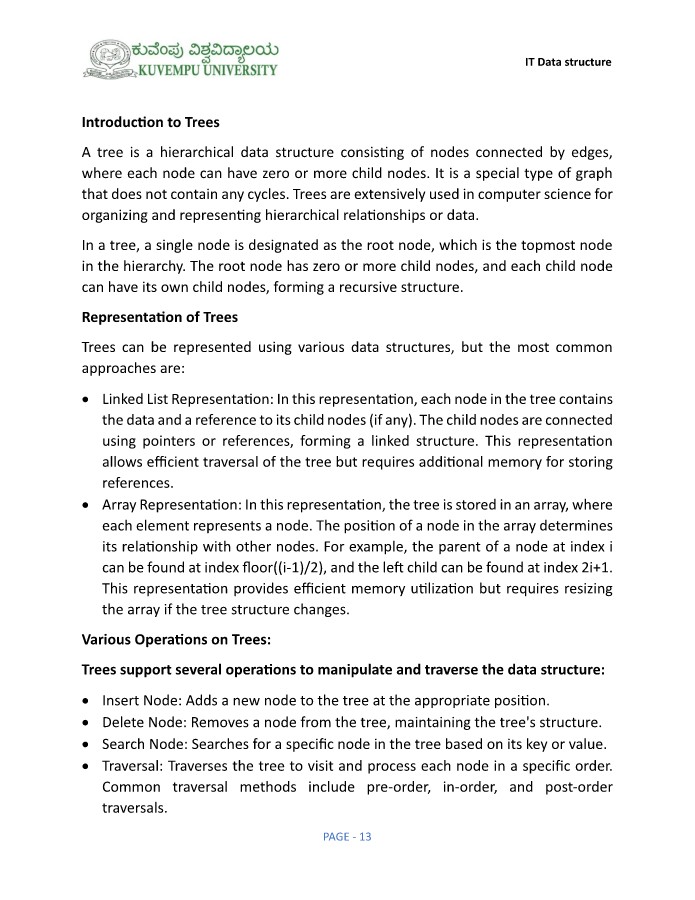 ಕುವೆಂಪು ವಿಶ್ವವಿದ್ಯಾಲಯ
KUVEMPU UNIVERSITY
IT Data structure
Introduction to Trees
A tree is a hierarchical data structure consisting of nodes connected by edges,
where each node can have zero or more child nodes. It is a special type of graph
that does not contain any cycles. Trees are extensively used in computer science for
organizing and representing hierarchical relationships or data.
In a tree, a single node is designated as the root node, which is the topmost node
in the hierarchy. The root node has zero or more child nodes, and each child node
can have its own child nodes, forming a recursive structure.
Representation of Trees
Trees can be represented using various data structures, but the most common
approaches are:
• Linked List Representation: In this representation, each node in the tree contains
the data and a reference to its child nodes (if any). The child nodes are connected
using pointers or references, forming a linked structure. This representation
allows efficient traversal of the tree but requires additional memory for storing
references.
• Array Representation: In this representation, the tree is stored in an array, where
each element represents a node. The position of a node in the array determines
its relationship with other nodes. For example, the parent of a node at index i
can be found at index floor((i-1)/2), and the left child can be found at index 2i+1.
This representation provides efficient memory utilization but requires resizing
the array if the tree structure changes.
Various Operations on Trees:
Trees support several operations to manipulate and traverse the data structure:
• Insert Node: Adds a new node to the tree at the appropriate position.
• Delete Node: Removes a node from the tree, maintaining the tree's structure.
• Search Node: Searches for a specific node in the tree based on its key or value.
• Traversal: Traverses the tree to visit and process each node in a specific order.
Common traversal methods include pre-order, in-order, and post-order
traversals.
PAGE - 13